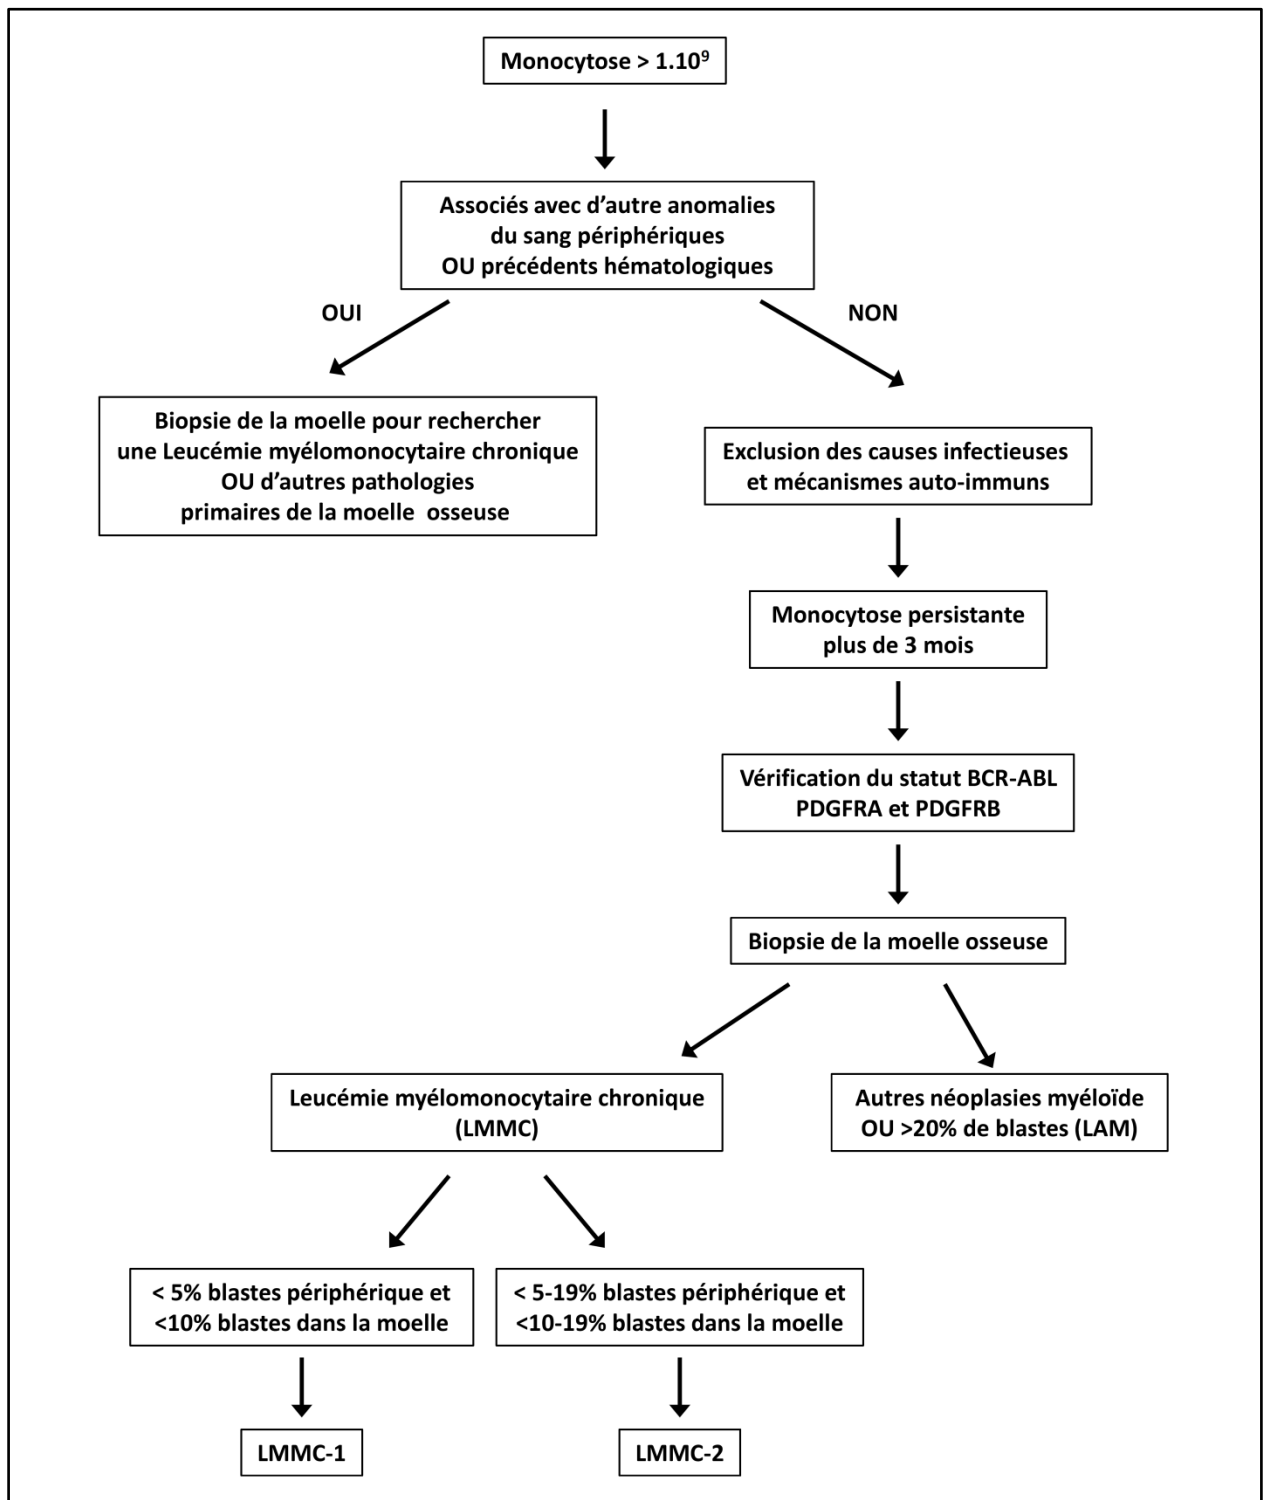 Monocytose > 1.10⁹
Associés avec d'autre anomalies
du sang périphériques
OU précédents hématologiques
OUI
NON
Biopsie de la moelle pour rechercher
une Leucémie myélomonocytaire chronique
OU d'autres pathologies
primaires de la moelle osseuse
Exclusion des causes infectieuses
et mécanismes auto-immuns
Monocytose persistante
plus de 3 mois
Vérification du statut BCR-ABL
PDGFRA et PDGFRB
Biopsie de la moelle osseuse
Leucémie myélomonocytaire chronique
(LMMC)
Autres néoplasies myéloïde
OU >20% de blastes (LAM)
< 5% blastes périphérique et
<10% blastes dans la moelle
< 5-19% blastes périphérique et
<10-19% blastes dans la moelle
LMMC-1
LMMC-2